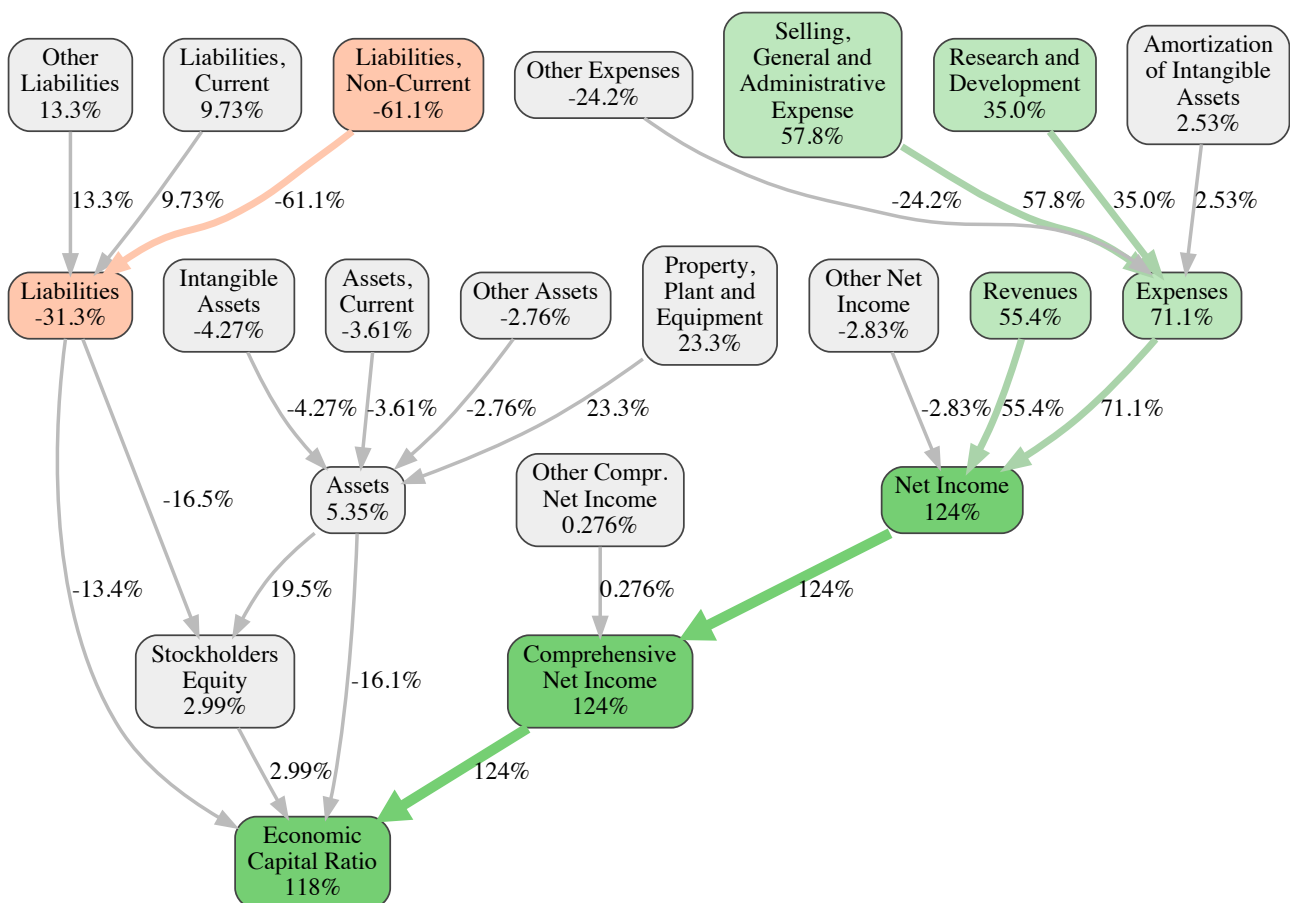 Other
Liabilities
13.3%
Liabilities,
Current
9.73%
Liabilities,
Non-Current
-61.1%
Other Expenses
-24.2%
Selling,
General and
Administrative
Expense
57.8%
Research and
Development
35.0%
Amortization
of Intangible
Assets
2.53%
13.3%
9.73%
-61.1%
-24.2%
57.8%
35.0%
2.53%
Liabilities
-31.3%
Intangible
Assets
-4.27%
Assets,
Current
-3.61%
Other Assets
-2.76%
Property,
Plant and
Equipment
23.3%
Other Net
Income
-2.83%
Revenues
55.4%
Expenses
71.1%
-4.27%
-3.61%
-2.76%
23.3%
-2.83%
55.4%
71.1%
-16.5%
Assets
5.35%
Other Compr.
Net Income
0.276%
Net Income
124%
-13.4%
19.5%
0.276%
124%
Stockholders
Equity
2.99%
-16.1%
Comprehensive
Net Income
124%
2.99%
124%
Economic
Capital Ratio
118%